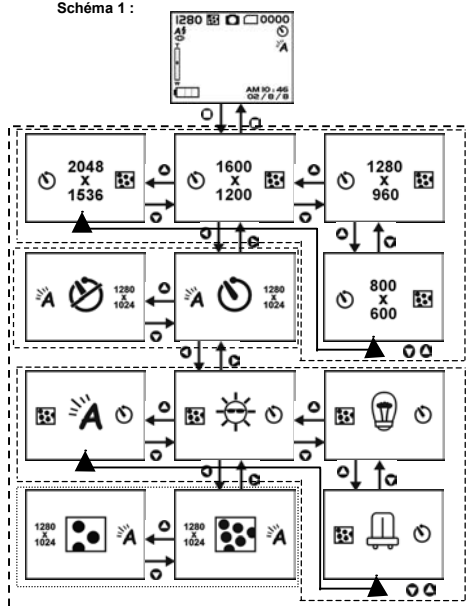 Schéma 1 :
1280 0000
A
A
T
W
AM 10 : 46
02 / 8 / 8
2048
x
1536
1600
x
1200
1280
x
960
A
1280
x
1024
A
1280
x
1024
800
x
600
A
1280
x
1024
A
1280
x
1024
A